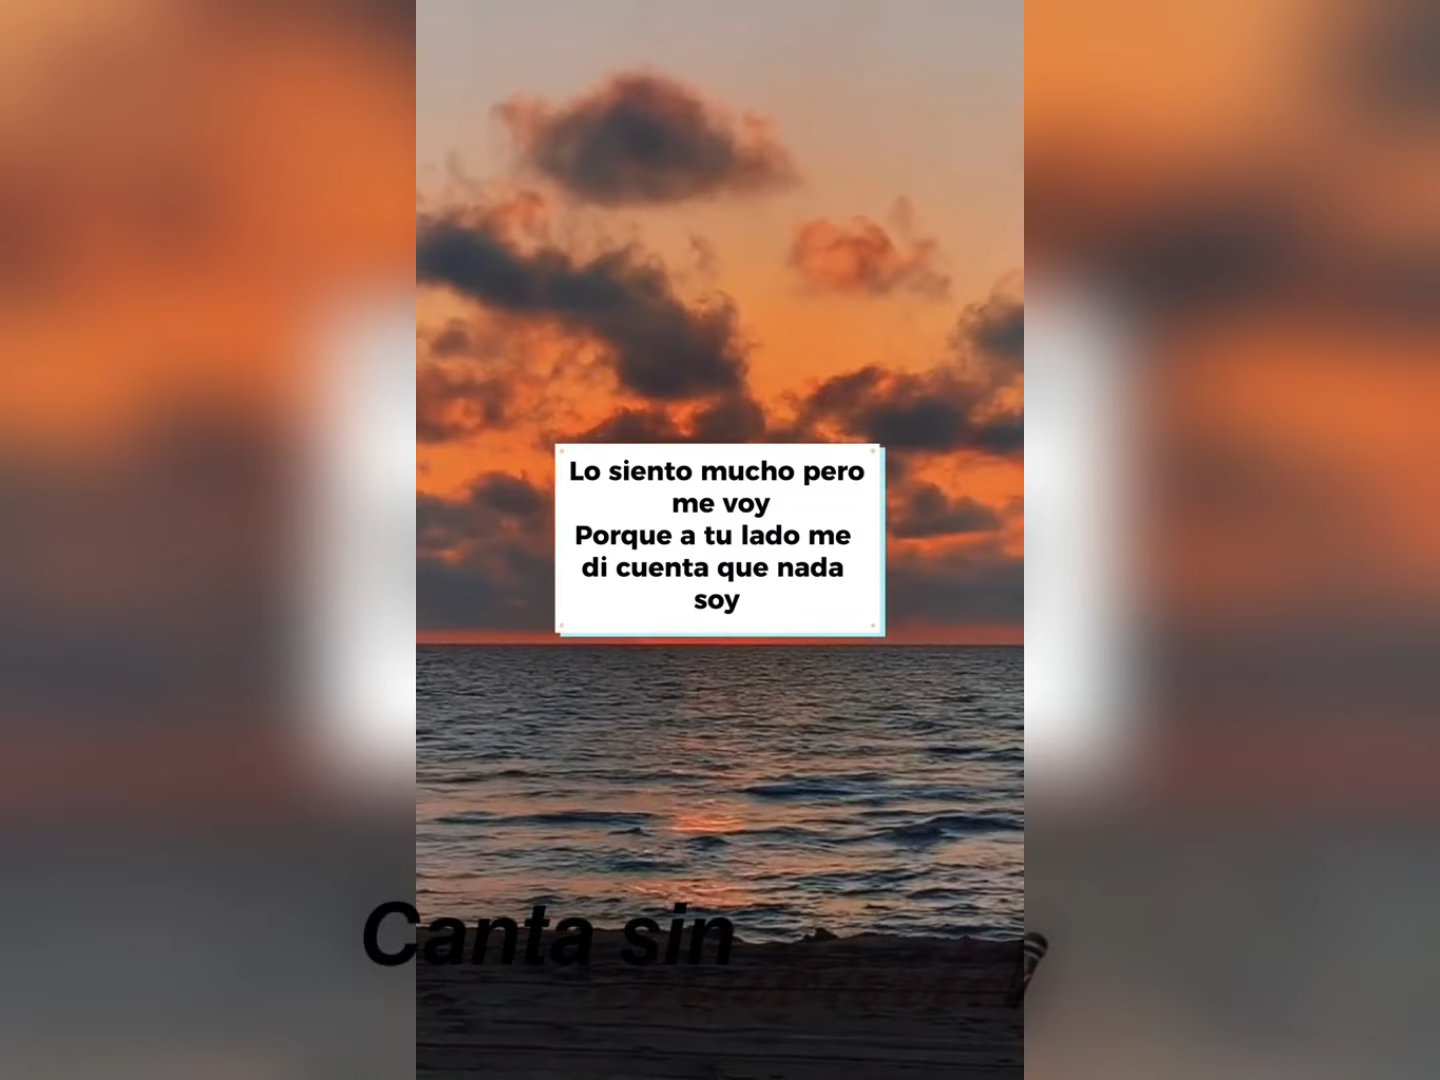 Lo siento mucho pero
me voy
Porque a tu lado me
di cuenta que nada
soy
Canta sin